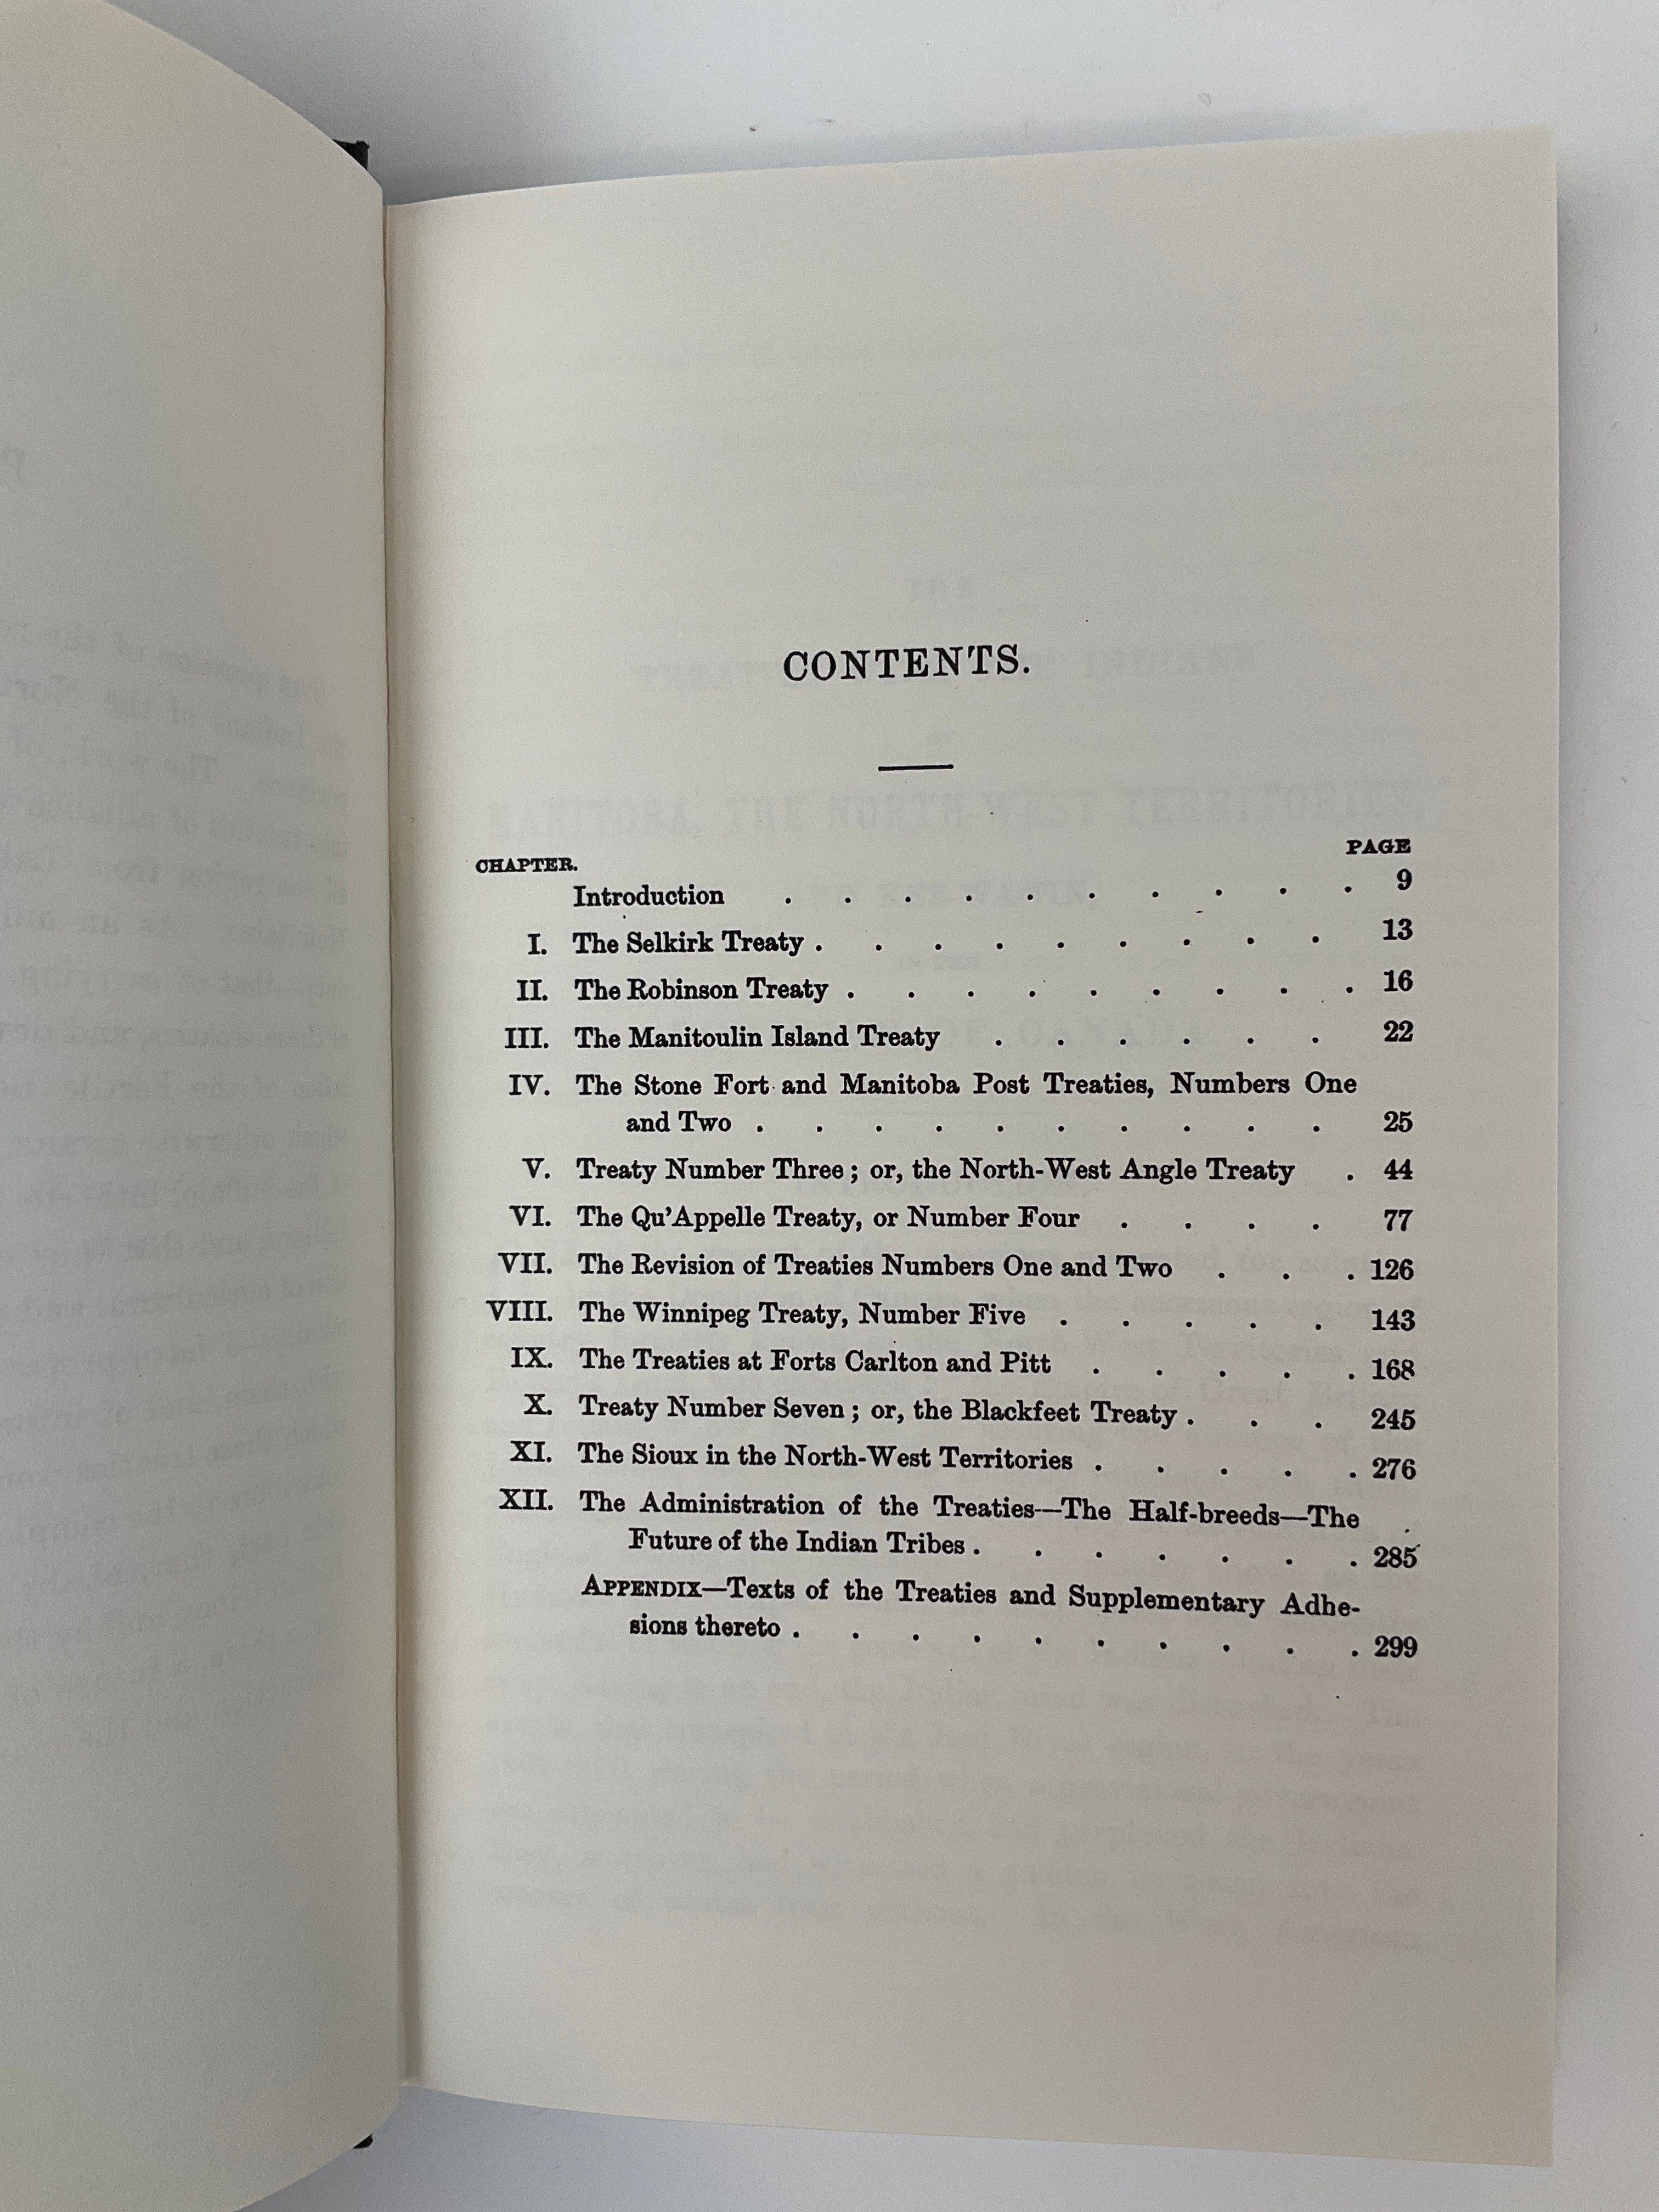 CONTENTS.
CHAPTER. PAGE
Introduction . . . . . . . . . . 9
I. The Selkirk Treaty . . . . . . . . . 13
II. The Robinson Treaty . . . . . . . . . 16
III. The Manitoulin Island Treaty . . . . . . 22
IV. The Stone Fort and Manitoba Post Treaties, Numbers One
and Two . . . . . . . . . . 25
V. Treaty Number Three; or, the North-West Angle Treaty . 44
VI. The Qu'Appelle Treaty, or Number Four . . . . 77
VII. The Revision of Treaties Numbers One and Two . . . 126
VIII. The Winnipeg Treaty, Number Five . . . . . 143
IX. The Treaties at Forts Carlton and Pitt . . . . . 168
X. Treaty Number Seven; or, the Blackfeet Treaty . . . 245
XI. The Sioux in the North-West Territories . . . . . 276
XII. The Administration of the Treaties—The Half-breeds—The
Future of the Indian Tribes . . . . . . . 285
APPENDIX—Texts of the Treaties and Supplementary Adhe-
sions thereto . . . . . . . . . . 299